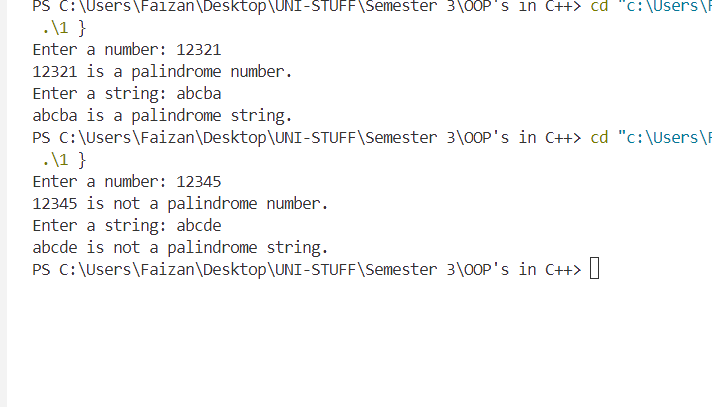 PS C:\Users\Faizan\Desktop\UNI-STUFF\Semester 3\OOP's in C++> cd "c:\Users\F
.\1 }
Enter a number: 12321
12321 is a palindrome number.
Enter a string: abcba
abcba is a palindrome string.
PS C:\Users\Faizan\Desktop\UNI-STUFF\Semester 3\OOP's in C++> cd "c:\Users\F
.\1 }
Enter a number: 12345
12345 is not a palindrome number.
Enter a string: abcde
abcde is not a palindrome string.
PS C:\Users\Faizan\Desktop\UNI-STUFF\Semester 3\OOP's in C++>